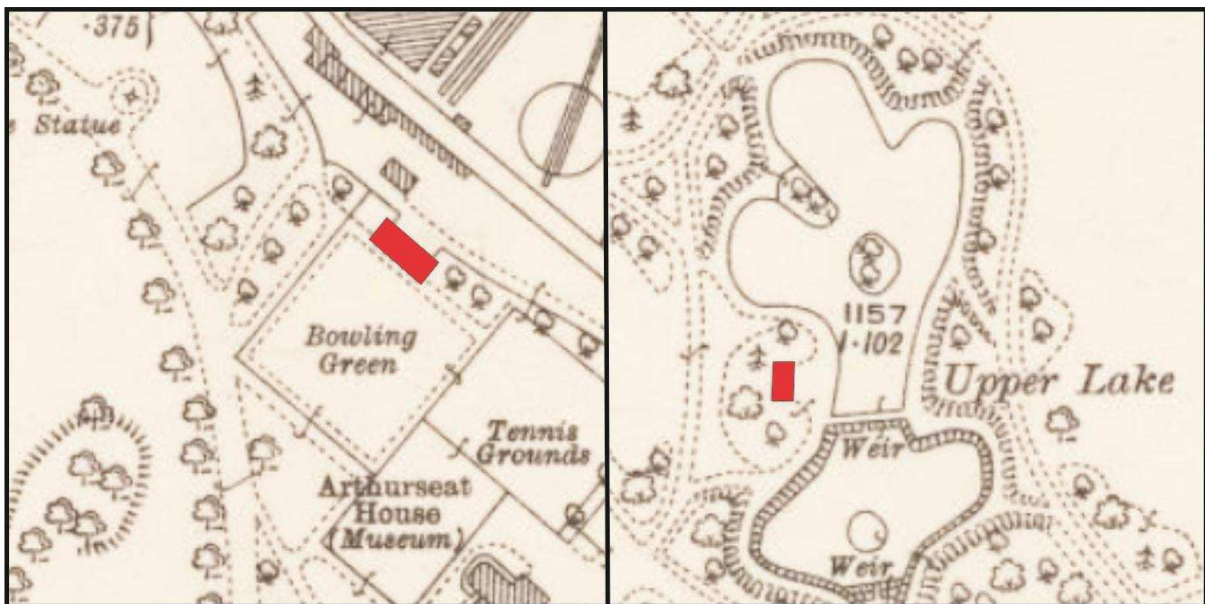 ·375
e Statue
Bowling
Green
Tennis
Grounds
Arthurseat
House
(Museum)
1157
1·102
Upper Lake
Weir
Weir